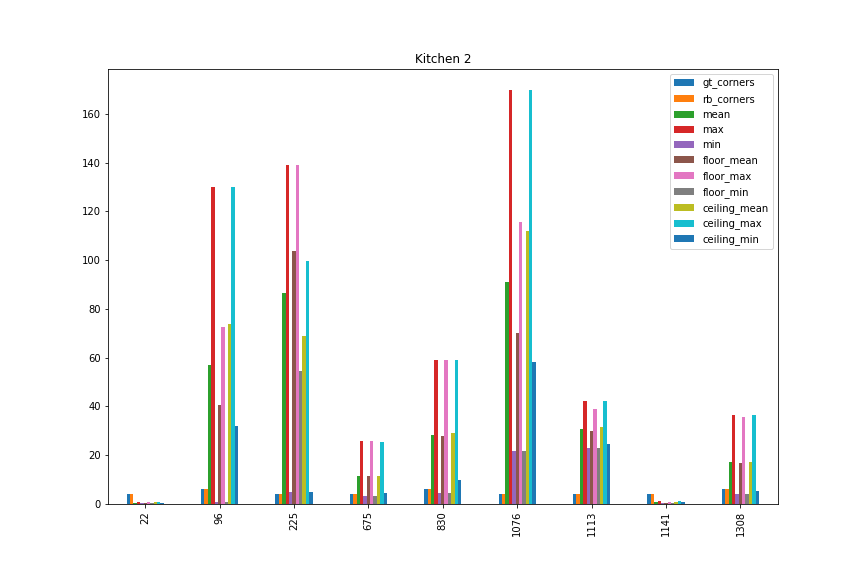 Kitchen 2
gt_corners
rb_corners
mean
max
min
floor_mean
floor_max
floor_min
ceiling_mean
ceiling_max
ceiling_min
160
140
120
100
80
60
40
20
0
22
96
225
675
830
1076
1113
1141
1308